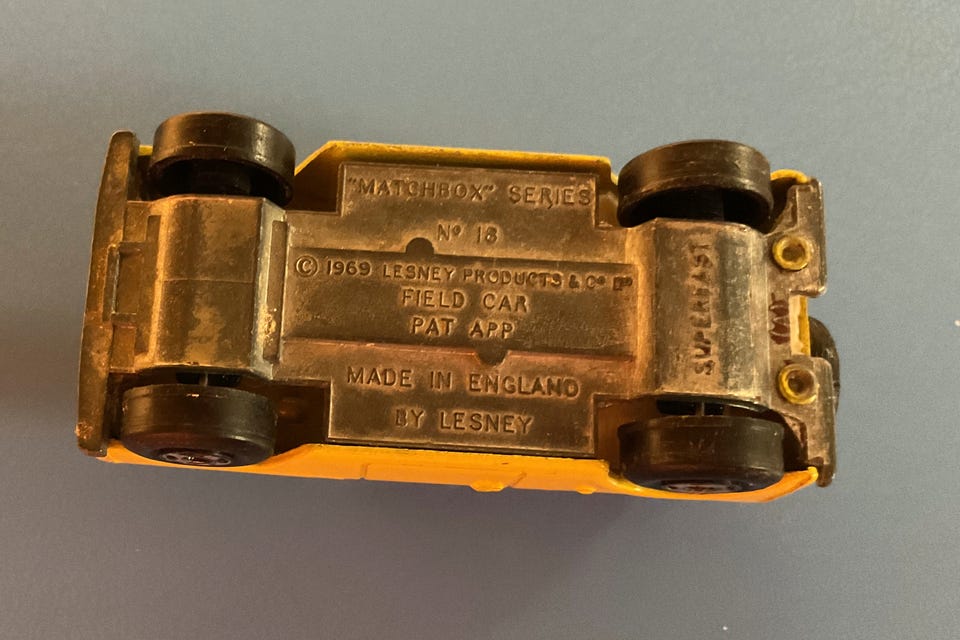 "MATCHBOX" SERIES
Nº 18
© 1969 LESNEY PRODUCTS & Cº Lᴰ
FIELD CAR
PAT APP
MADE IN ENGLAND
BY LESNEY
SUPERFAST